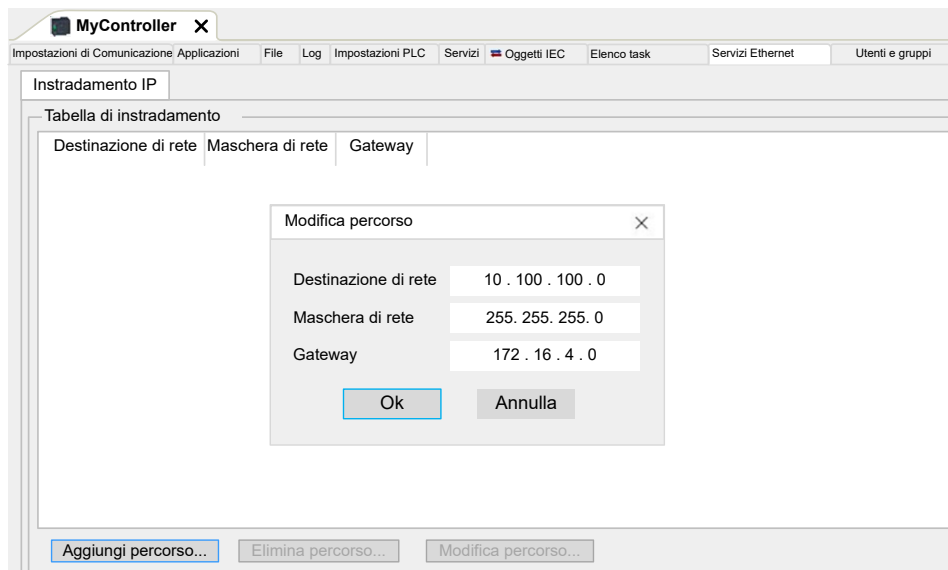 MyController X
Impostazioni di Comunicazione Applicazioni File Log Impostazioni PLC Servizi Oggetti IEC Elenco task Servizi Ethernet Utenti e gruppi
Instradamento IP
Tabella di instradamento
Destinazione di rete Maschera di rete Gateway
Modifica percorso
Destinazione di rete 10 . 100 . 100 . 0
Maschera di rete 255. 255. 255. 0
Gateway 172 . 16 . 4 . 0
Ok Annulla
Aggiungi percorso... Elimina percorso... Modifica percorso...